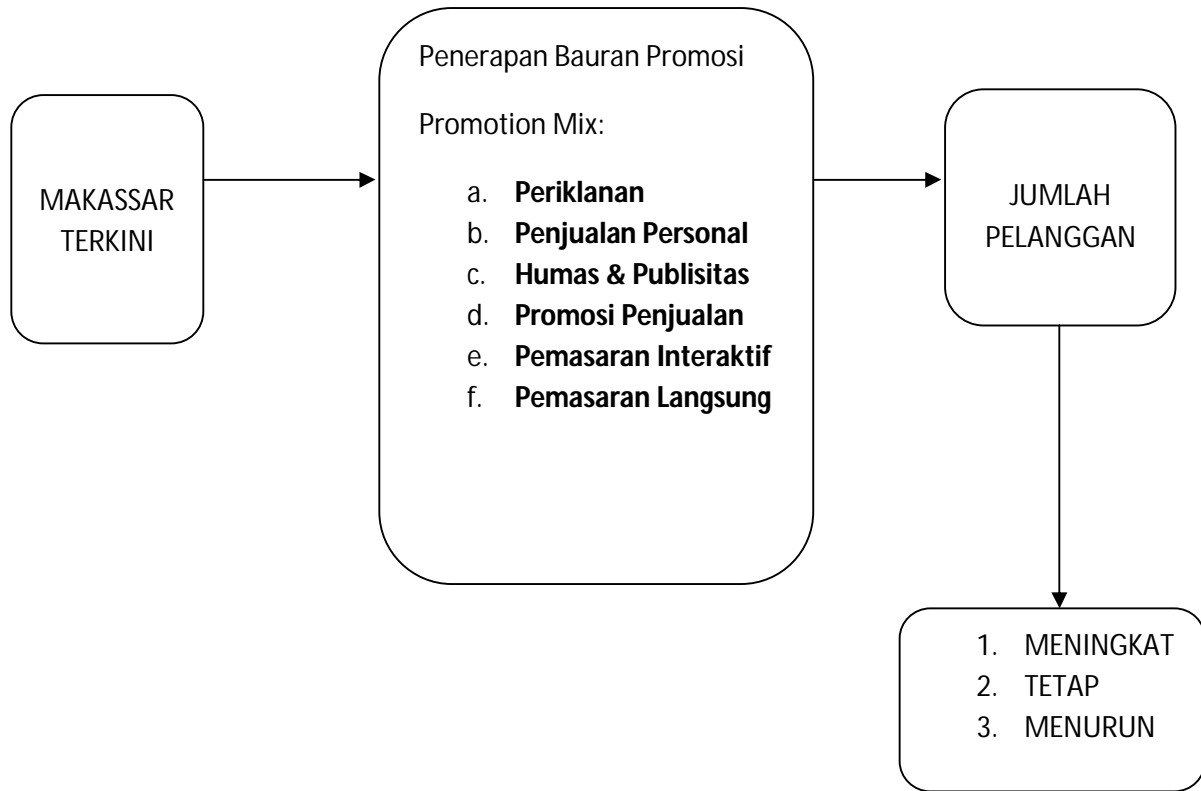 MAKASSAR
TERKINI
Penerapan Bauran Promosi
Promotion Mix:
a. Periklanan
b. Penjualan Personal
c. Humas & Publisitas
d. Promosi Penjualan
e. Pemasaran Interaktif
f. Pemasaran Langsung
JUMLAH
PELANGGAN
1. MENINGKAT
2. TETAP
3. MENURUN